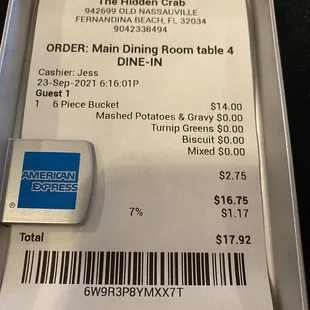 The Hidden Crab
942699 OLD NASSAUVILLE
FERNANDINA BEACH, FL 32034
9042338494
ORDER: Main Dining Room table 4
DINE-IN
Cashier: Jess
23-Sep-2021 6:16:01P
Guest 1
1 6 Piece Bucket $14.00
Mashed Potatoes & Gravy $0.00
Turnip Greens $0.00
Biscuit $0.00
Mixed $0.00
$2.75
$16.75
7% $1.17
Total $17.92
6W9R3P8YMXX7T
AMERICAN
EXPRESS
®